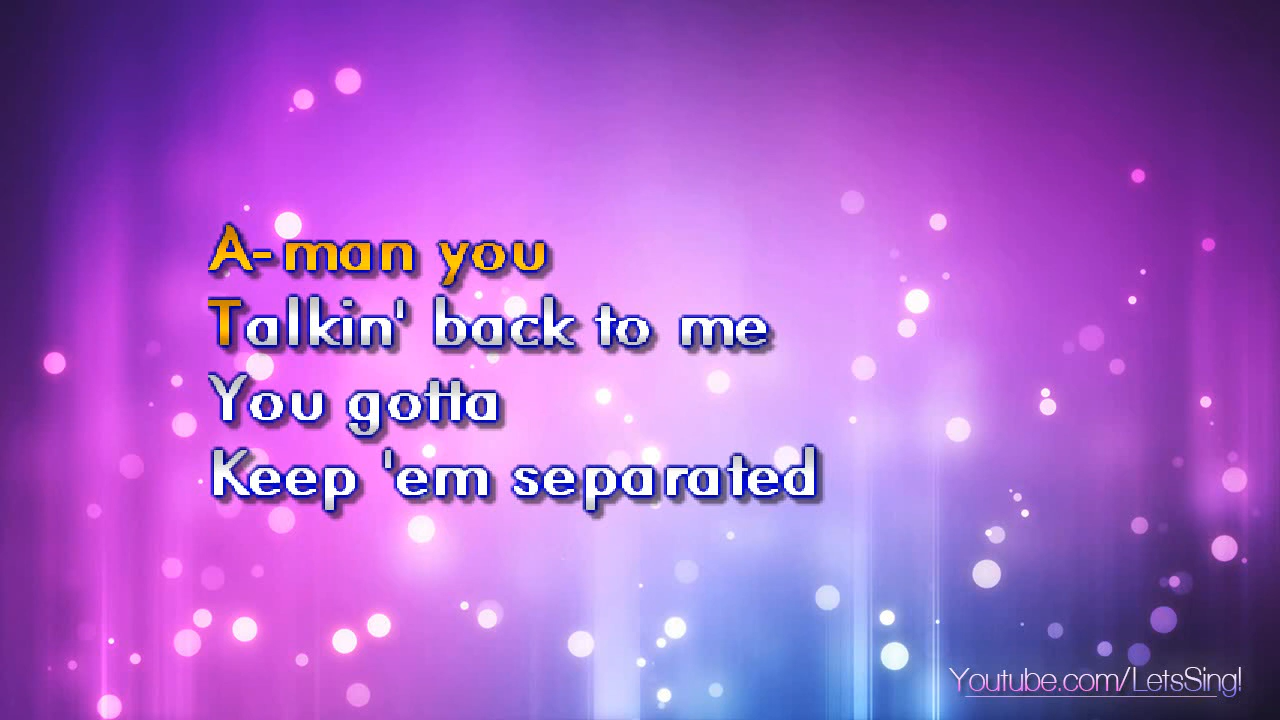 A-man you
Talkin' back to me
You gotta
Keep 'em separated
Youtube.com/LetsSing!